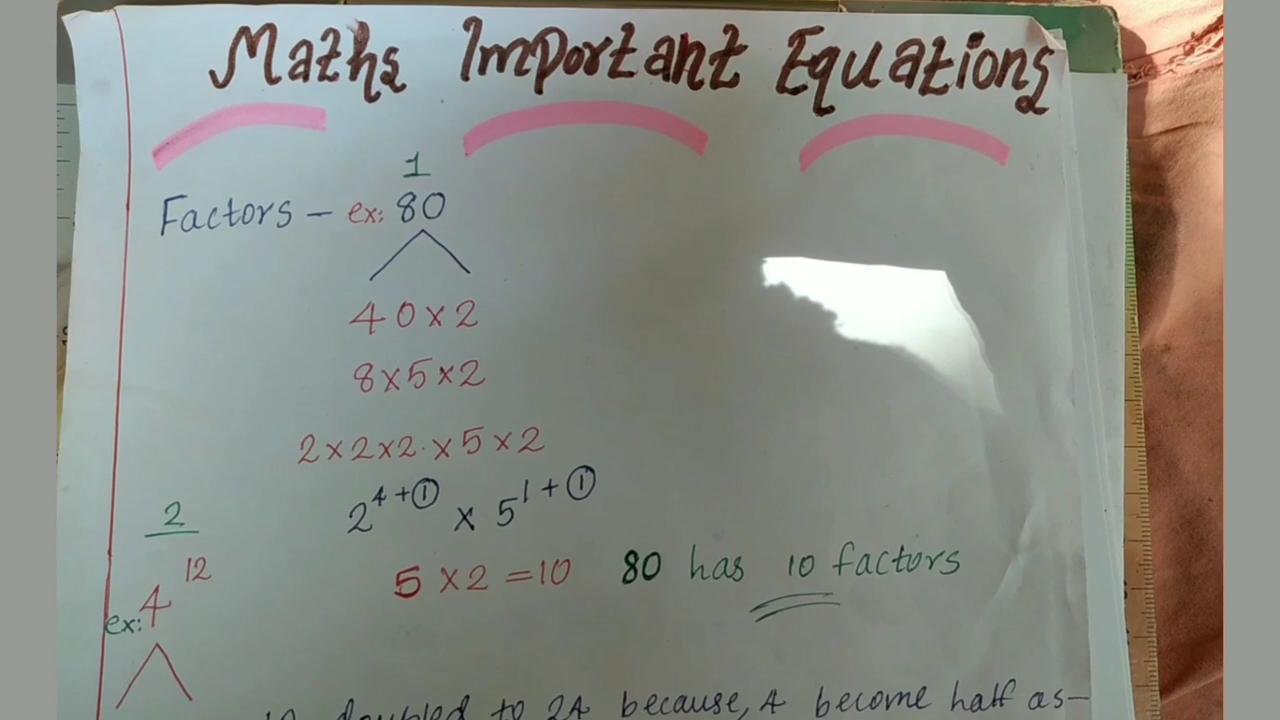 Maths Important Equations
1
Factors - ex: 80
40×2
8×5×2
2×2×2×5×2
2^4+① × 5^1+①
5×2=10 80 has 10 factors
2
ex: 4^12
doubled to 24 because, 4 become half as-